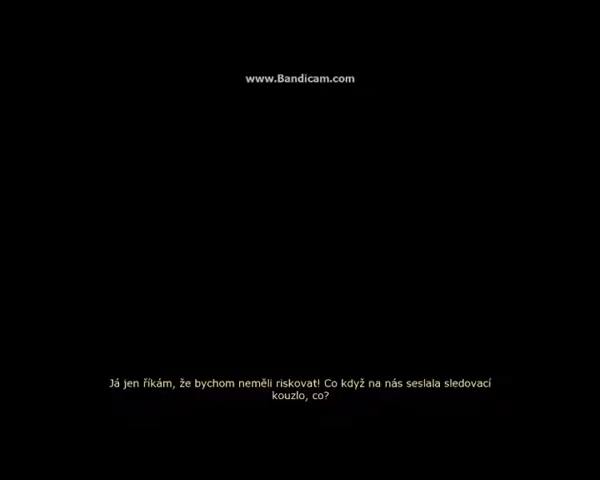 www.Bandicam.com
Já jen říkám, že bychom neměli riskovat! Co když na nás seslala sledovací
kouzlo, co?